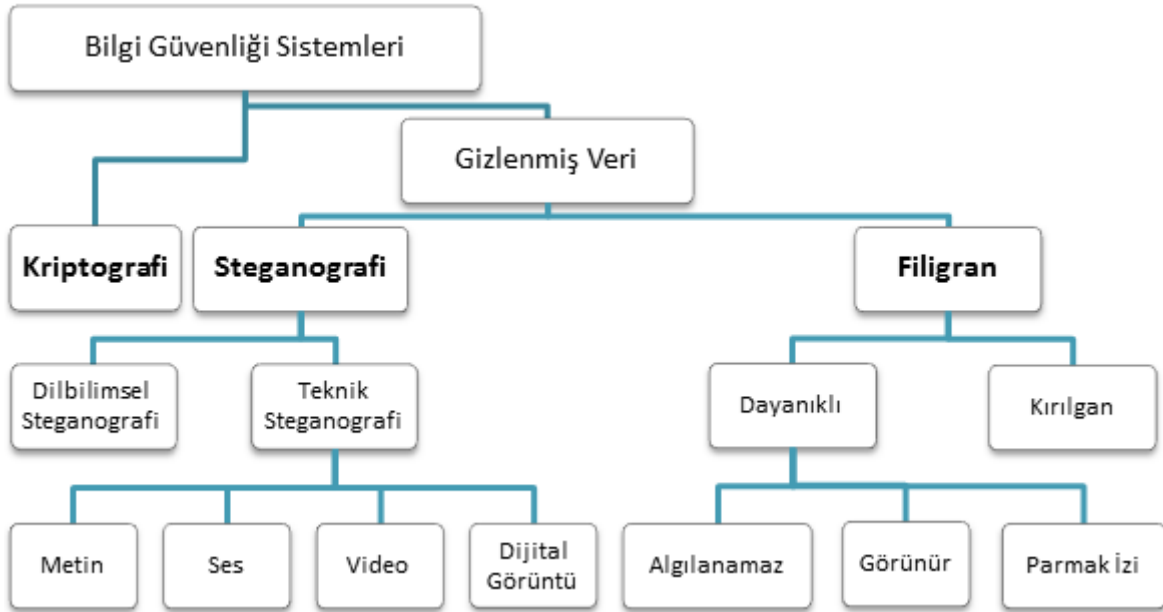 Bilgi Güvenliği Sistemleri
Gizlenmiş Veri
Kriptografi
Steganografi
Filigran
Dilbilimsel
Steganografi
Teknik
Steganografi
Dayanıklı
Kırılgan
Metin
Ses
Video
Dijital
Görüntü
Algılanamaz
Görünür
Parmak İzi